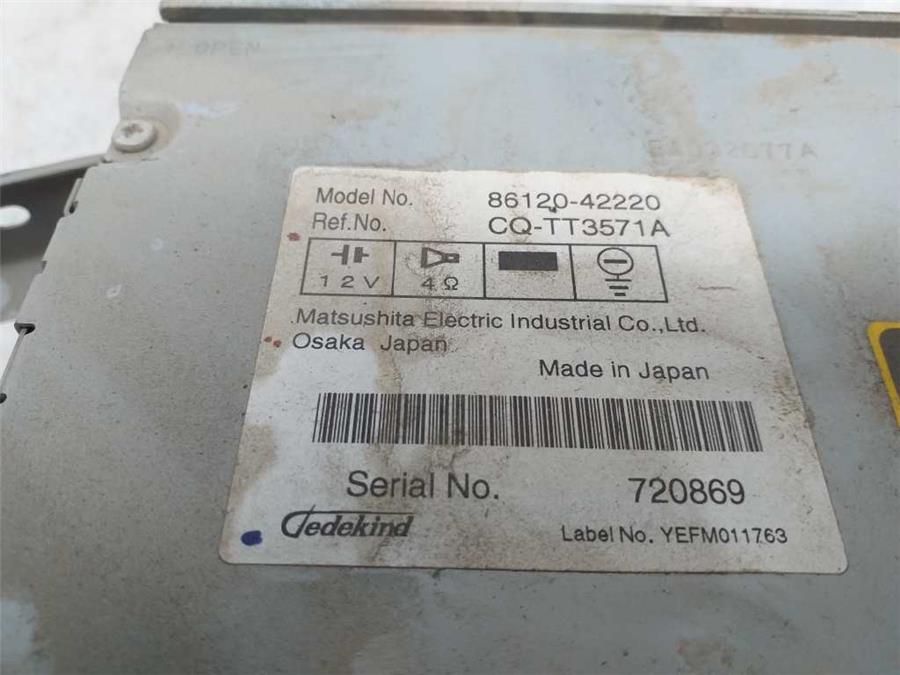 OPEN
Model No. 86120-42220
Ref.No. CQ-TT3571A
12V 4Ω
Matsushita Electric Industrial Co.,Ltd.
Osaka Japan
Made in Japan
Serial No. 720869
Gedekind Label No. YEFM011763